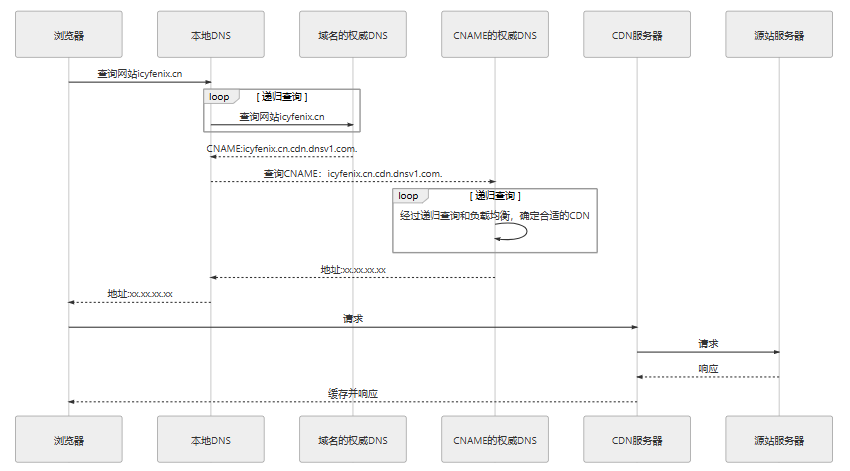 浏览器
本地DNS
域名的权威DNS
CNAME的权威DNS
CDN服务器
源站服务器
查询网站icyfenix.cn
loop
[ 递归查询 ]
查询网站icyfenix.cn
CNAME:icyfenix.cn.cdn.dnsv1.com.
查询CNAME：icyfenix.cn.cdn.dnsv1.com.
loop
[ 递归查询 ]
经过递归查询和负载均衡，确定合适的CDN
地址:xx.xx.xx.xx
地址:xx.xx.xx.xx
请求
请求
响应
缓存并响应
浏览器
本地DNS
域名的权威DNS
CNAME的权威DNS
CDN服务器
源站服务器